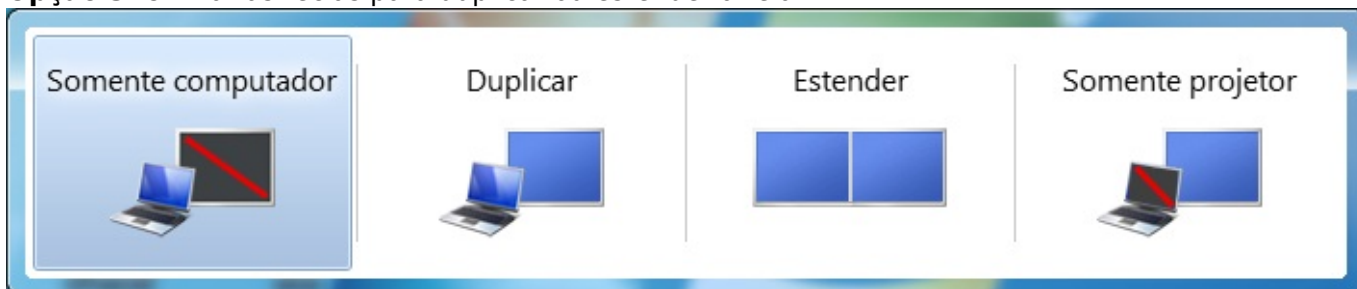 Somente computador
Duplicar
Estender
Somente projetor